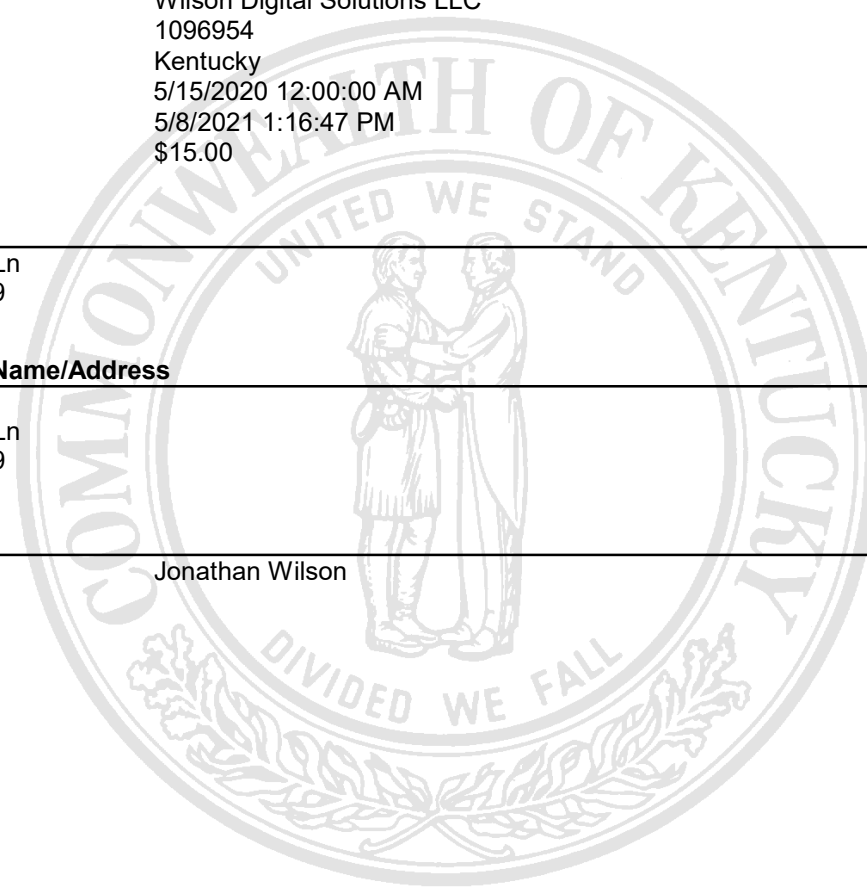 Wilson Digital Solutions LLC
1096954
Kentucky
5/15/2020 12:00:00 AM
5/8/2021 1:16:47 PM
$15.00
COMMONWEALTH OF KENTUCKY
UNITED WE STAND
Ln
9
Name/Address
Ln
9
Jonathan Wilson
DIVIDED WE FALL